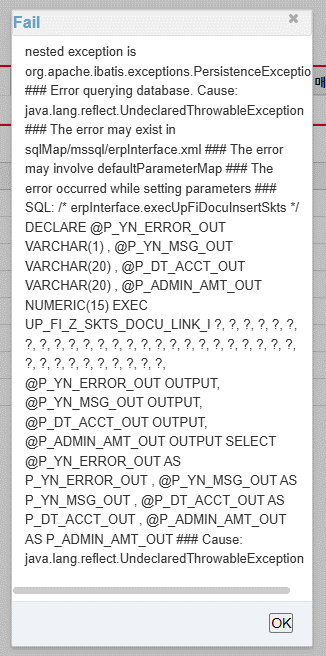 Fail
nested exception is
org.apache.ibatis.exceptions.PersistenceExceptio
### Error querying database. Cause:
java.lang.reflect.UndeclaredThrowableException
### The error may exist in
sqlMap/mssql/erpInterface.xml ### The error
may involve defaultParameterMap ### The
error occurred while setting parameters ###
SQL: /* erpInterface.execUpFiDocuInsertSkts */
DECLARE @P_YN_ERROR_OUT
VARCHAR(1) , @P_YN_MSG_OUT
VARCHAR(20) , @P_DT_ACCT_OUT
VARCHAR(20) , @P_ADMIN_AMT_OUT
NUMERIC(15) EXEC
UP_FI_Z_SKTS_DOCU_LINK_I ?, ?, ?, ?, ?, ?,
?, ?, ?, ?, ?, ?, ?, ?, ?, ?, ?, ?, ?, ?, ?, ?, ?, ?, ?,
?, ?, ?, ?, ?, ?, ?, ?, ?, ?,
@P_YN_ERROR_OUT OUTPUT,
@P_YN_MSG_OUT OUTPUT,
@P_DT_ACCT_OUT OUTPUT,
@P_ADMIN_AMT_OUT OUTPUT SELECT
@P_YN_ERROR_OUT AS
P_YN_ERROR_OUT , @P_YN_MSG_OUT AS
P_YN_MSG_OUT , @P_DT_ACCT_OUT AS
P_DT_ACCT_OUT , @P_ADMIN_AMT_OUT
AS P_ADMIN_AMT_OUT ### Cause:
java.lang.reflect.UndeclaredThrowableException
OK